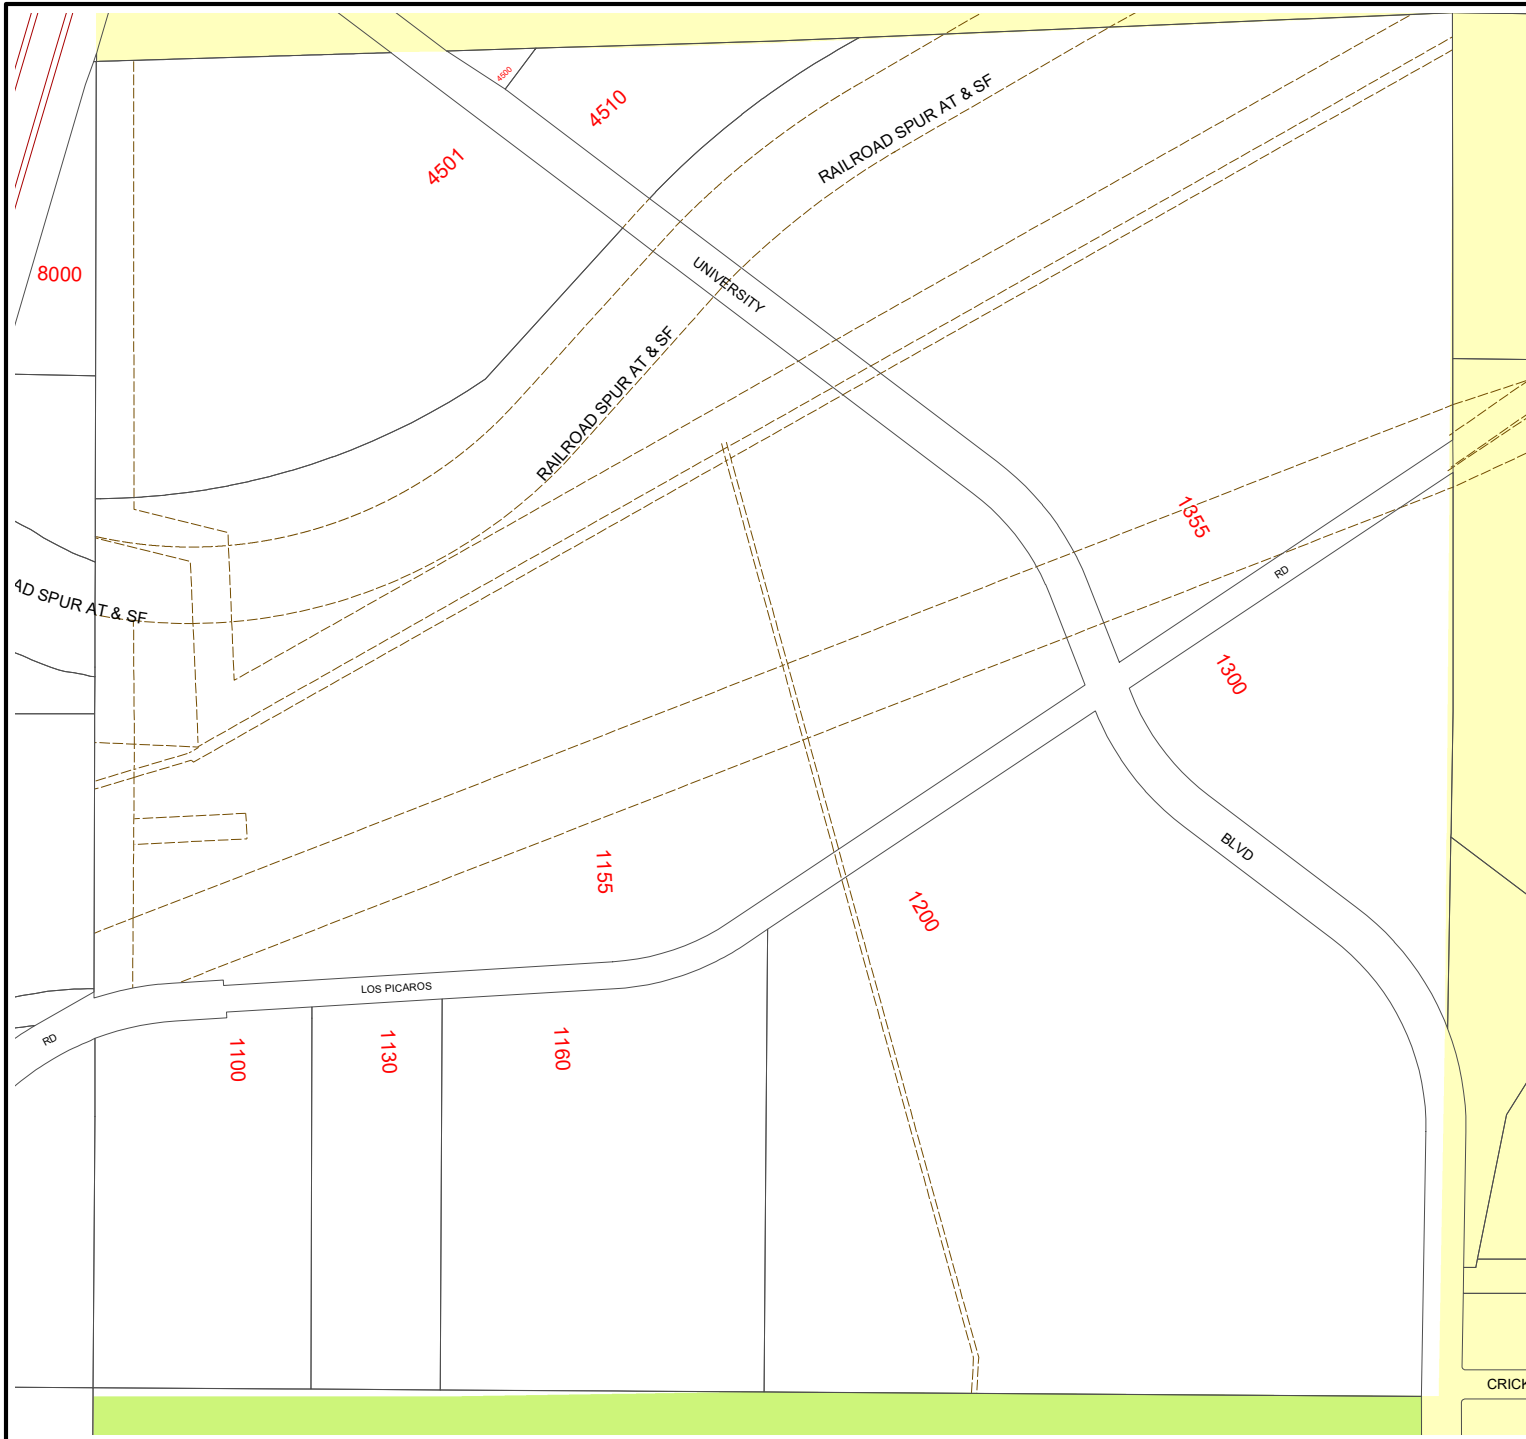 4500
4510
RAILROAD SPUR AT & SF
4501
8000
UNIVERSITY
RAILROAD SPUR AT & SF
1355
RD
AD SPUR AT & SF
1300
BLVD
1155
1200
LOS PICAROS
RD
1100
1130
1160
CRICK